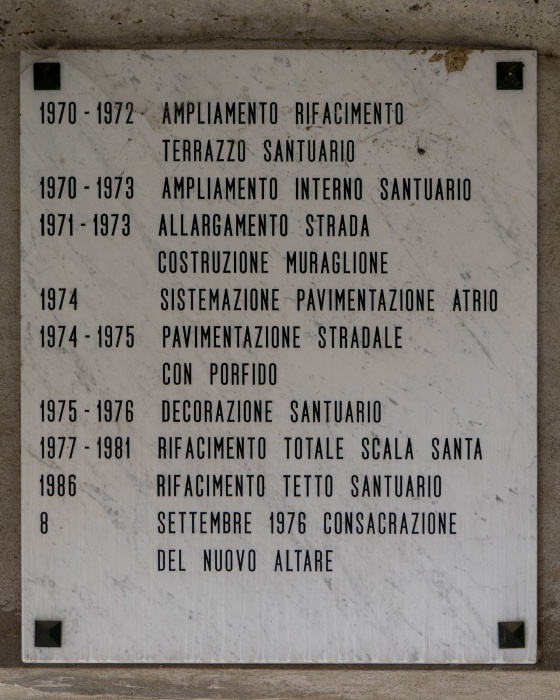 1970 - 1972 AMPLIAMENTO RIFACIMENTO
TERRAZZO SANTUARIO
1970 - 1973 AMPLIAMENTO INTERNO SANTUARIO
1971 - 1973 ALLARGAMENTO STRADA
COSTRUZIONE MURAGLIONE
1974 SISTEMAZIONE PAVIMENTAZIONE ATRIO
1974 - 1975 PAVIMENTAZIONE STRADALE
CON PORFIDO
1975 - 1976 DECORAZIONE SANTUARIO
1977 - 1981 RIFACIMENTO TOTALE SCALA SANTA
1986 RIFACIMENTO TETTO SANTUARIO
8 SETTEMBRE 1976 CONSACRAZIONE
DEL NUOVO ALTARE